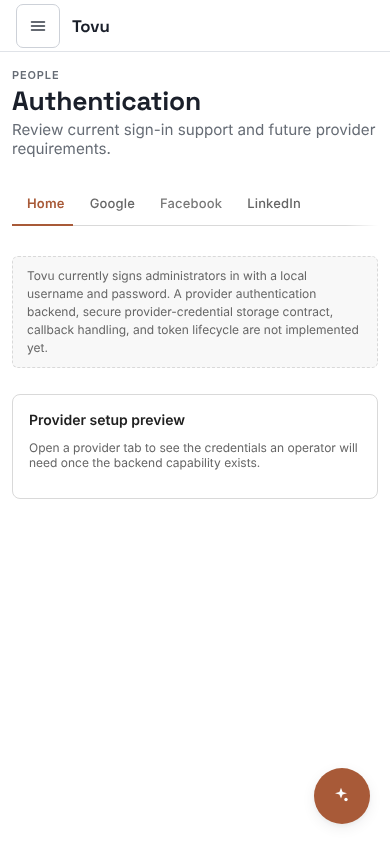 Tovu
PEOPLE
Authentication
Review current sign-in support and future provider
requirements.
Home Google Facebook LinkedIn
Tovu currently signs administrators in with a local
username and password. A provider authentication
backend, secure provider-credential storage contract,
callback handling, and token lifecycle are not implemented
yet.
Provider setup preview
Open a provider tab to see the credentials an operator will
need once the backend capability exists.